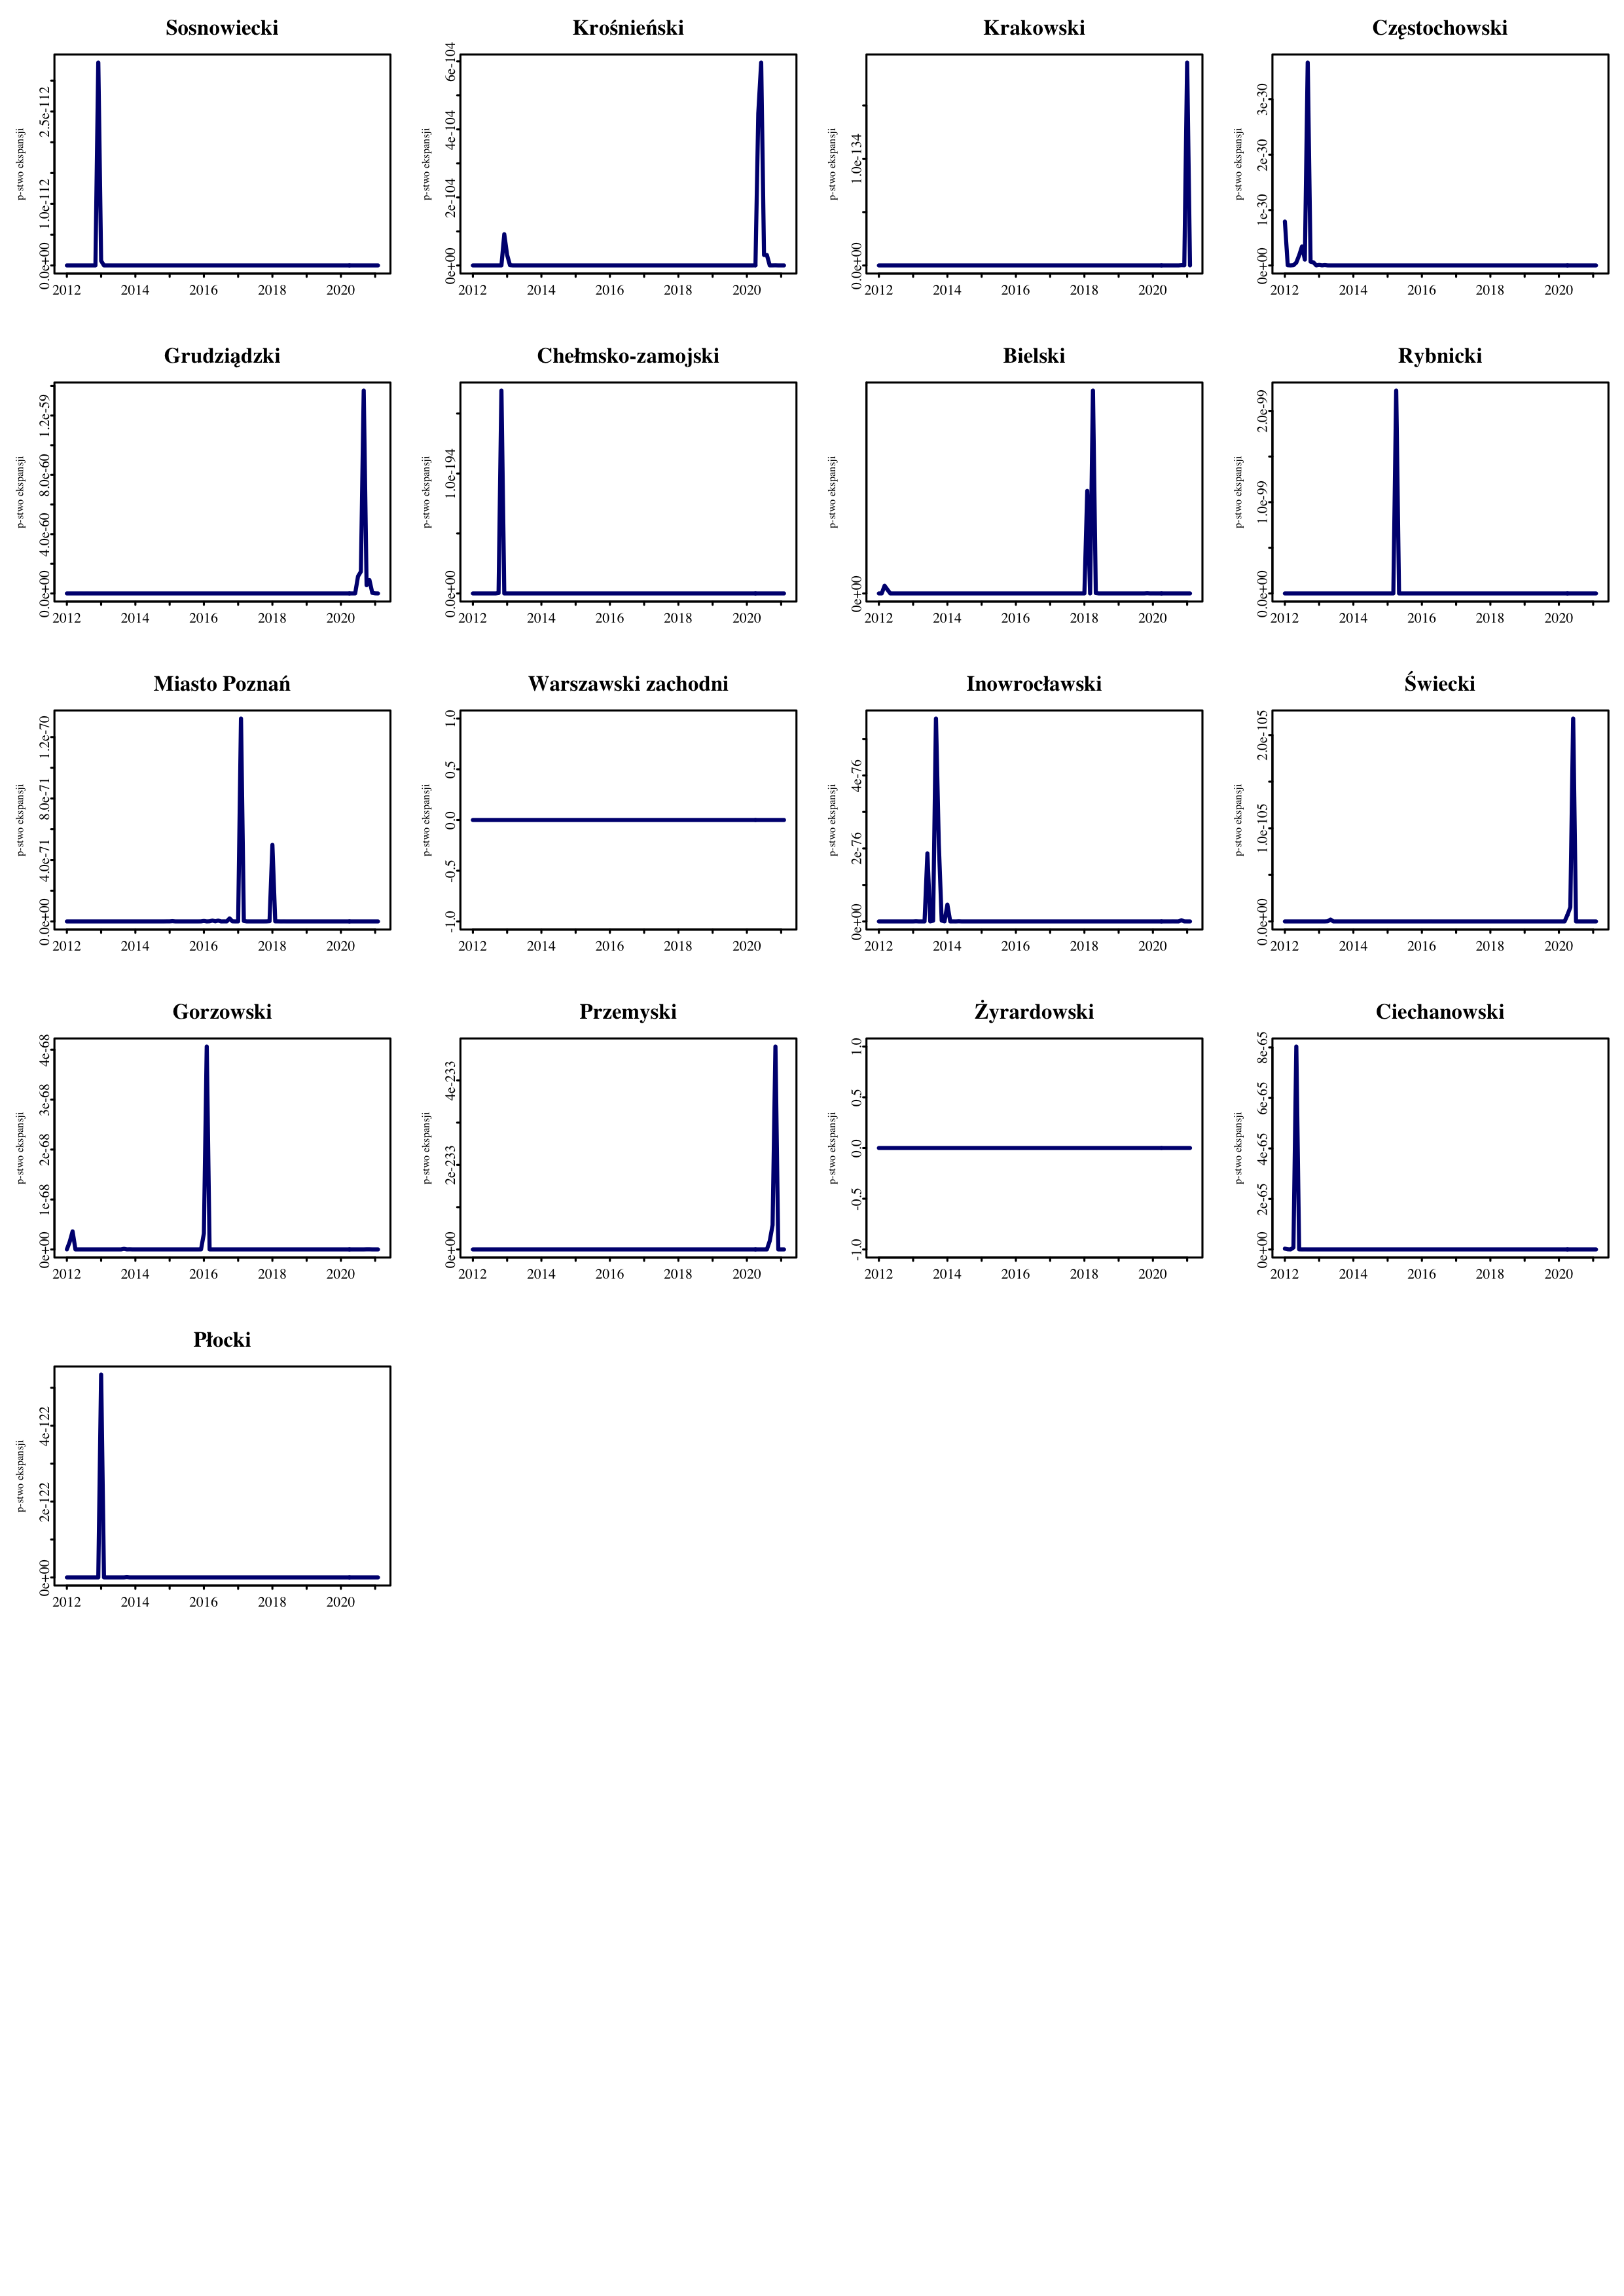 Sosnowiecki
p-stwo ekspansji
0.0e+00 1.0e-112 2.5e-112
2012 2014 2016 2018 2020
Krośnieński
p-stwo ekspansji
0e+00 2e-104 4e-104 6e-104
2012 2014 2016 2018 2020
Krakowski
p-stwo ekspansji
0.0e+00 1.0e-134
2012 2014 2016 2018 2020
Częstochowski
p-stwo ekspansji
0e+00 1e-30 2e-30 3e-30
2012 2014 2016 2018 2020
Grudziądzki
p-stwo ekspansji
0.0e+00 4.0e-60 8.0e-60 1.2e-59
2012 2014 2016 2018 2020
Chełmsko-zamojski
p-stwo ekspansji
0.0e+00 1.0e-194
2012 2014 2016 2018 2020
Bielski
p-stwo ekspansji
0e+00
2012 2014 2016 2018 2020
Rybnicki
p-stwo ekspansji
0.0e+00 1.0e-99 2.0e-99
2012 2014 2016 2018 2020
Miasto Poznań
p-stwo ekspansji
0.0e+00 4.0e-71 8.0e-71 1.2e-70
2012 2014 2016 2018 2020
Warszawski zachodni
p-stwo ekspansji
-1.0 -0.5 0.0 0.5 1.0
2012 2014 2016 2018 2020
Inowrocławski
p-stwo ekspansji
0e+00 2e-76 4e-76
2012 2014 2016 2018 2020
Świecki
p-stwo ekspansji
0.0e+00 1.0e-105 2.0e-105
2012 2014 2016 2018 2020
Gorzowski
p-stwo ekspansji
0e+00 1e-68 2e-68 3e-68 4e-68
2012 2014 2016 2018 2020
Przemyski
p-stwo ekspansji
0e+00 2e-233 4e-233
2012 2014 2016 2018 2020
Żyrardowski
p-stwo ekspansji
-1.0 -0.5 0.0 0.5 1.0
2012 2014 2016 2018 2020
Ciechanowski
p-stwo ekspansji
0e+00 2e-65 4e-65 6e-65 8e-65
2012 2014 2016 2018 2020
Płocki
p-stwo ekspansji
0e+00 2e-122 4e-122
2012 2014 2016 2018 2020